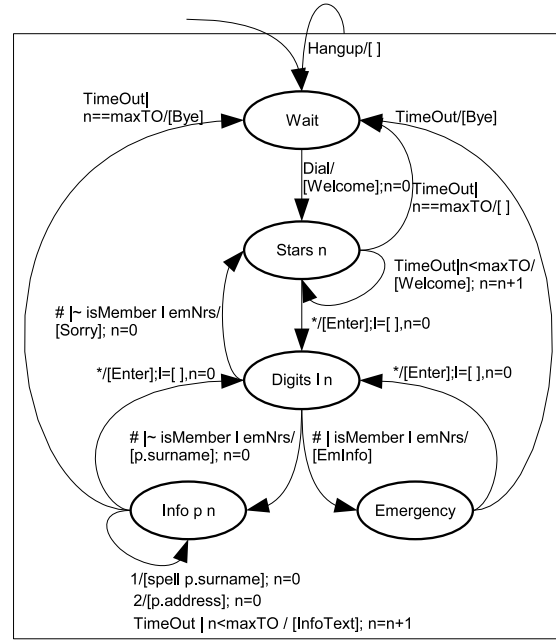 Hangup/[ ]
TimeOut|
n==maxTO/[Bye]
Wait
TimeOut/[Bye]
Dial/
[Welcome];n=0
TimeOut|
n==maxTO/[ ]
Stars n
TimeOut|n<maxTO/
[Welcome]; n=n+1
# |~ isMember l emNrs/
[Sorry]; n=0
*/[Enter];l=[ ],n=0
*/[Enter];l=[ ],n=0
Digits l n
*/[Enter];l=[ ],n=0
# |~ isMember l emNrs/
[p.surname]; n=0
# | isMember l emNrs/
[EmInfo]
Info p n
Emergency
1/[spell p.surname]; n=0
2/[p.address]; n=0
TimeOut | n<maxTO / [InfoText]; n=n+1